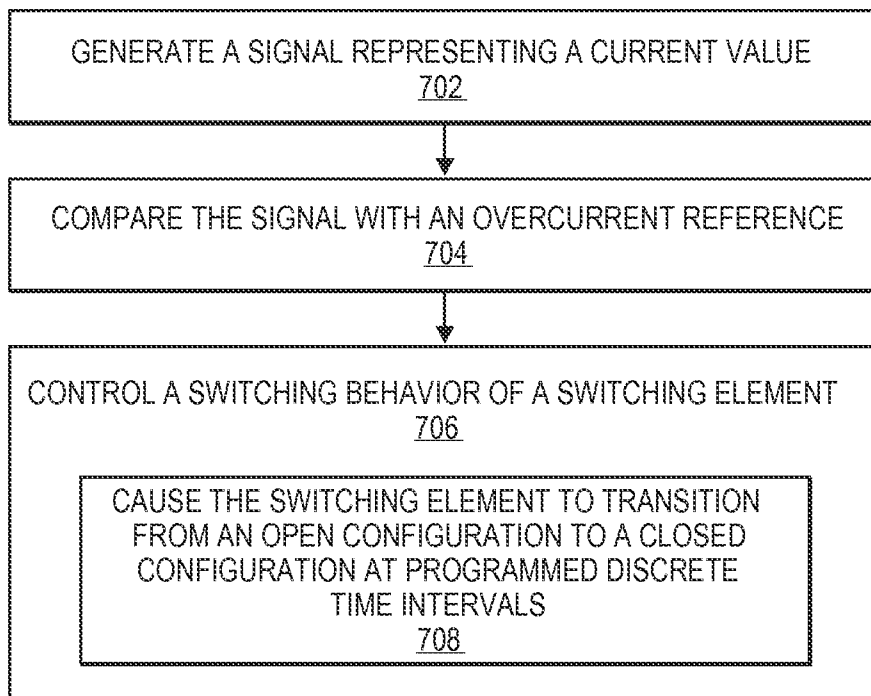 GENERATE A SIGNAL REPRESENTING A CURRENT VALUE
702
COMPARE THE SIGNAL WITH AN OVERCURRENT REFERENCE
704
CONTROL A SWITCHING BEHAVIOR OF A SWITCHING ELEMENT
706
CAUSE THE SWITCHING ELEMENT TO TRANSITION
FROM AN OPEN CONFIGURATION TO A CLOSED
CONFIGURATION AT PROGRAMMED DISCRETE
TIME INTERVALS
708